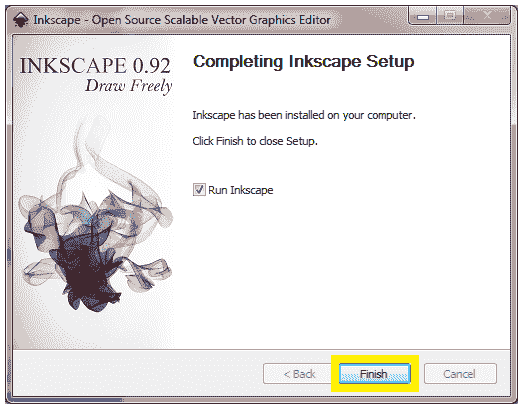 Inkscape - Open Source Scalable Vector Graphics Editor
INKSCAPE 0.92
Draw Freely
Completing Inkscape Setup
Inkscape has been installed on your computer.
Click Finish to close Setup.
Run Inkscape
< Back
Finish
Cancel